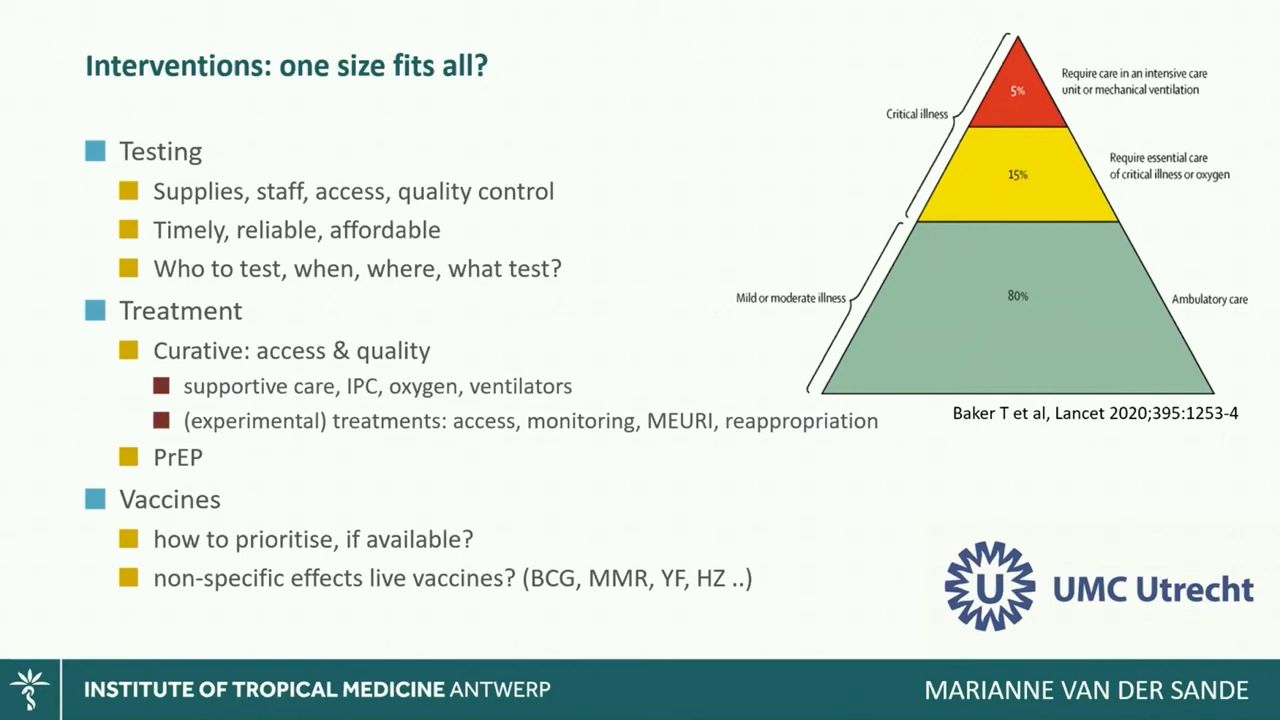 Interventions: one size fits all?
Testing
Supplies, staff, access, quality control
Timely, reliable, affordable
Who to test, when, where, what test?
Treatment
Curative: access & quality
supportive care, IPC, oxygen, ventilators
(experimental) treatments: access, monitoring, MEURI, reappropriation
PrEP
Vaccines
how to prioritise, if available?
non-specific effects live vaccines? (BCG, MMR, YF, HZ ..)
Critical illness
5%
Require care in an intensive care
unit or mechanical ventilation
15%
Require essential care
of critical illness or oxygen
Mild or moderate illness
80%
Ambulatory care
Baker T et al, Lancet 2020;395:1253-4
U
UMC Utrecht
INSTITUTE OF TROPICAL MEDICINE ANTWERP
MARIANNE VAN DER SANDE